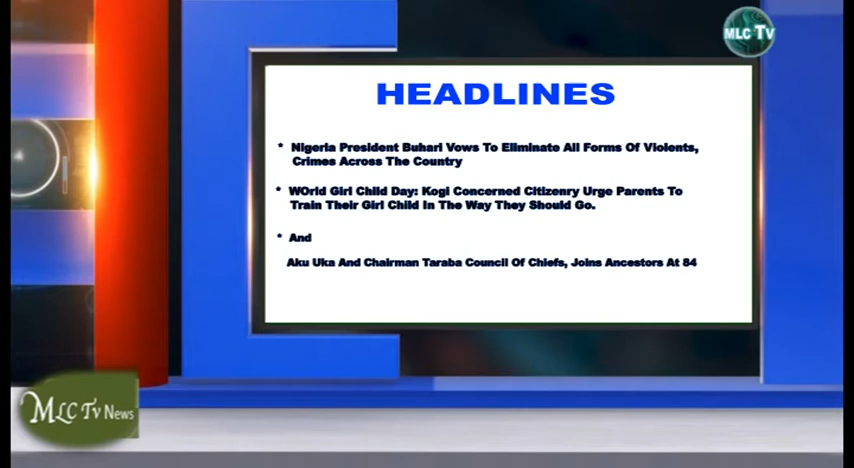 MLC Tv
HEADLINES
* Nigeria President Buhari Vows To Eliminate All Forms Of Violents,
Crimes Across The Country
* WOrld Girl Child Day: Kogi Concerned Citizenry Urge Parents To
Train Their Girl Child In The Way They Should Go.
* And
Aku Uka And Chairman Taraba Council Of Chiefs, Joins Ancestors At 84
MLC Tv News